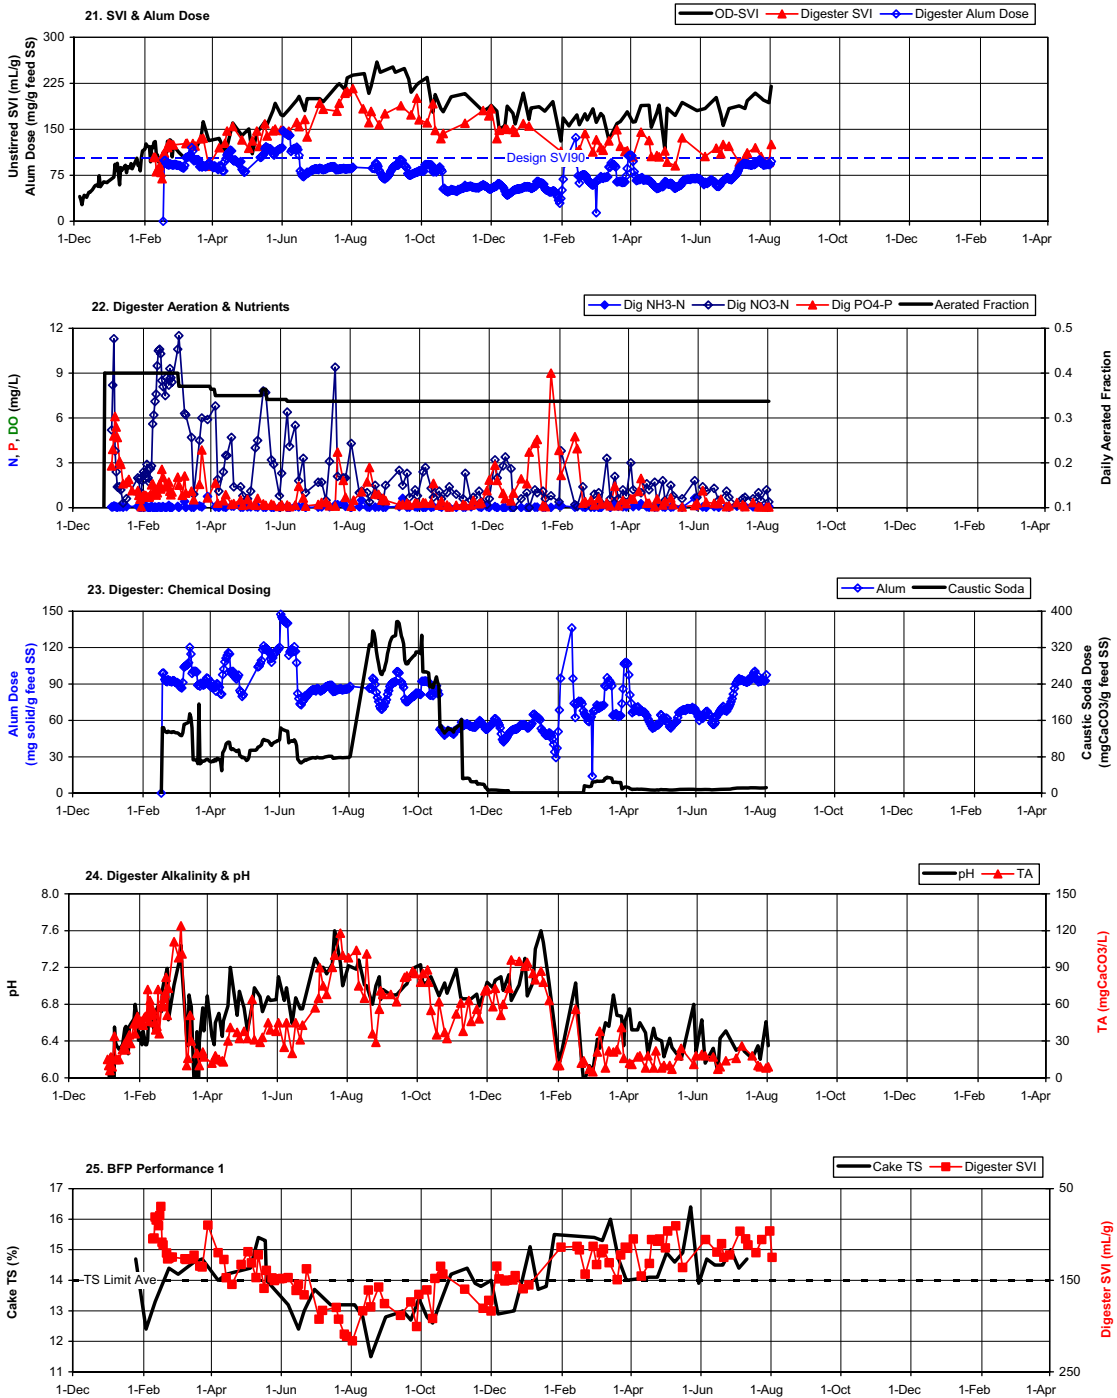 21. SVI & Alum Dose
OD-SVI Digester SVI Digester Alum Dose
Unstirred SVI (mL/g)
Alum Dose (mg/g feed SS)
300
225
150
75
0
Design SVI90
1-Dec 1-Feb 1-Apr 1-Jun 1-Aug 1-Oct 1-Dec 1-Feb 1-Apr 1-Jun 1-Aug 1-Oct 1-Dec 1-Feb 1-Apr
22. Digester Aeration & Nutrients
Dig NH3-N Dig NO3-N Dig PO4-P Aerated Fraction
N, P, DO (mg/L)
12
9
6
3
0
0.5
0.4
0.3
0.2
0.1
Daily Aerated Fraction
1-Dec 1-Feb 1-Apr 1-Jun 1-Aug 1-Oct 1-Dec 1-Feb 1-Apr 1-Jun 1-Aug 1-Oct 1-Dec 1-Feb 1-Apr
23. Digester: Chemical Dosing
Alum Caustic Soda
Alum Dose
(mg solid/g feed SS)
150
120
90
60
30
0
400
320
240
160
80
0
Caustic Soda Dose
(mgCaCO3/g feed SS)
1-Dec 1-Feb 1-Apr 1-Jun 1-Aug 1-Oct 1-Dec 1-Feb 1-Apr 1-Jun 1-Aug 1-Oct 1-Dec 1-Feb 1-Apr
24. Digester Alkalinity & pH
pH TA
pH
8.0
7.6
7.2
6.8
6.4
6.0
150
120
90
60
30
0
TA (mgCaCO3/L)
1-Dec 1-Feb 1-Apr 1-Jun 1-Aug 1-Oct 1-Dec 1-Feb 1-Apr 1-Jun 1-Aug 1-Oct 1-Dec 1-Feb 1-Apr
25. BFP Performance 1
Cake TS Digester SVI
Cake TS (%)
17
16
15
14
13
12
11
TS Limit Ave
50
150
250
Digester SVI (mL/g)
1-Dec 1-Feb 1-Apr 1-Jun 1-Aug 1-Oct 1-Dec 1-Feb 1-Apr 1-Jun 1-Aug 1-Oct 1-Dec 1-Feb 1-Apr